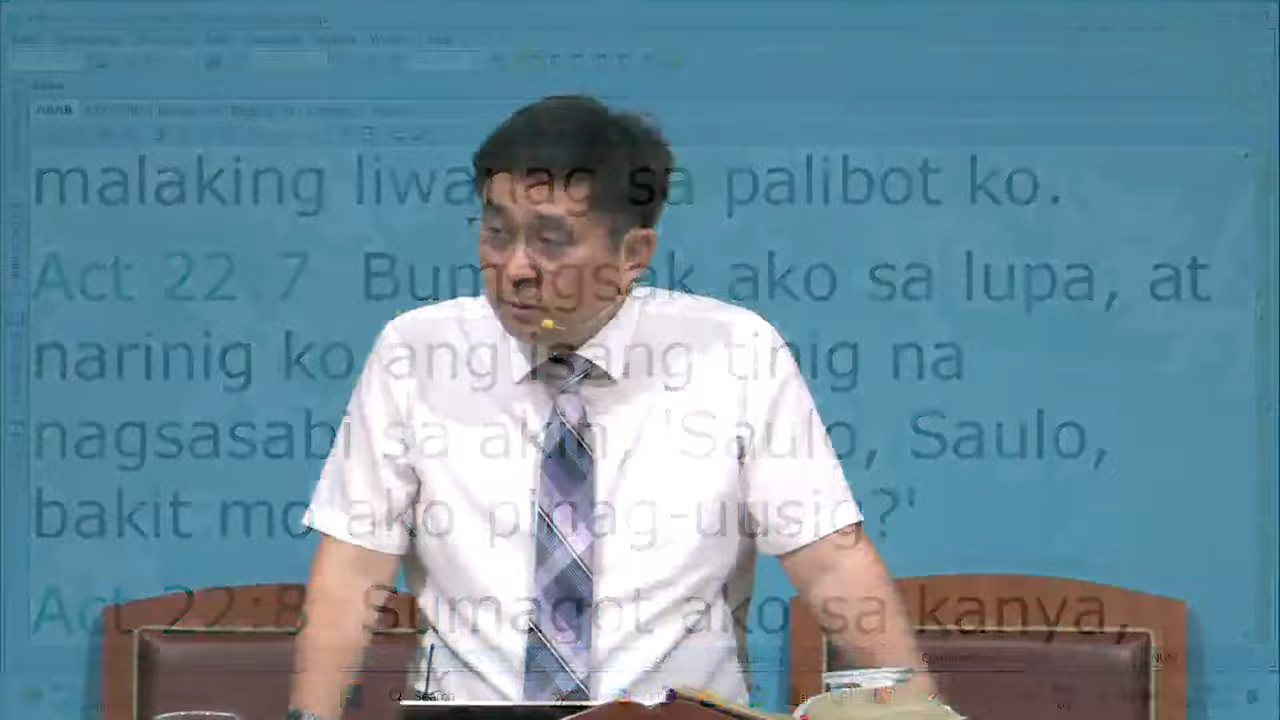 malaking liwanag sa palibot ko.
Act 22:7 Bumagsak ako sa lupa, at
narinig ko ang isang tinig na
nagsasabi sa akin, 'Saulo, Saulo,
bakit mo ako pinag-uusig?'
Act 22:8 Sumagot ako sa kanya,
Search